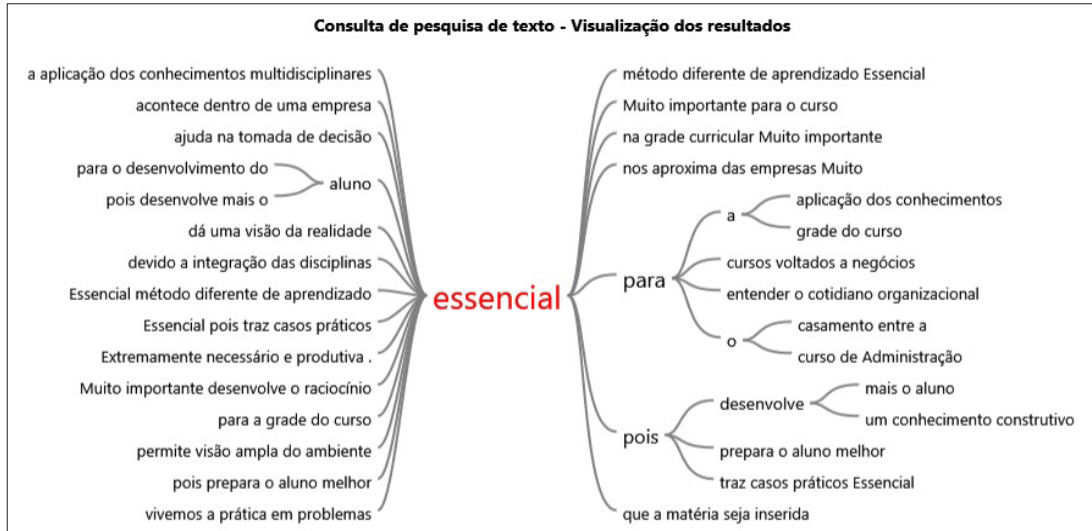 Consulta de pesquisa de texto - Visualização dos resultados
a aplicação dos conhecimentos multidisciplinares
acontece dentro de uma empresa
ajuda na tomada de decisão
para o desenvolvimento do
pois desenvolve mais o
aluno
dá uma visão da realidade
devido a integração das disciplinas
Essencial método diferente de aprendizado
Essencial pois traz casos práticos
Extremamente necessário e produtiva .
Muito importante desenvolve o raciocínio
para a grade do curso
permite visão ampla do ambiente
pois prepara o aluno melhor
vivemos a prática em problemas
essencial
método diferente de aprendizado Essencial
Muito importante para o curso
na grade curricular Muito importante
nos aproxima das empresas Muito
para
a
aplicação dos conhecimentos
grade do curso
cursos voltados a negócios
entender o cotidiano organizacional
o
casamento entre a
curso de Administração
pois
desenvolve
mais o aluno
um conhecimento construtivo
prepara o aluno melhor
traz casos práticos Essencial
que a matéria seja inserida